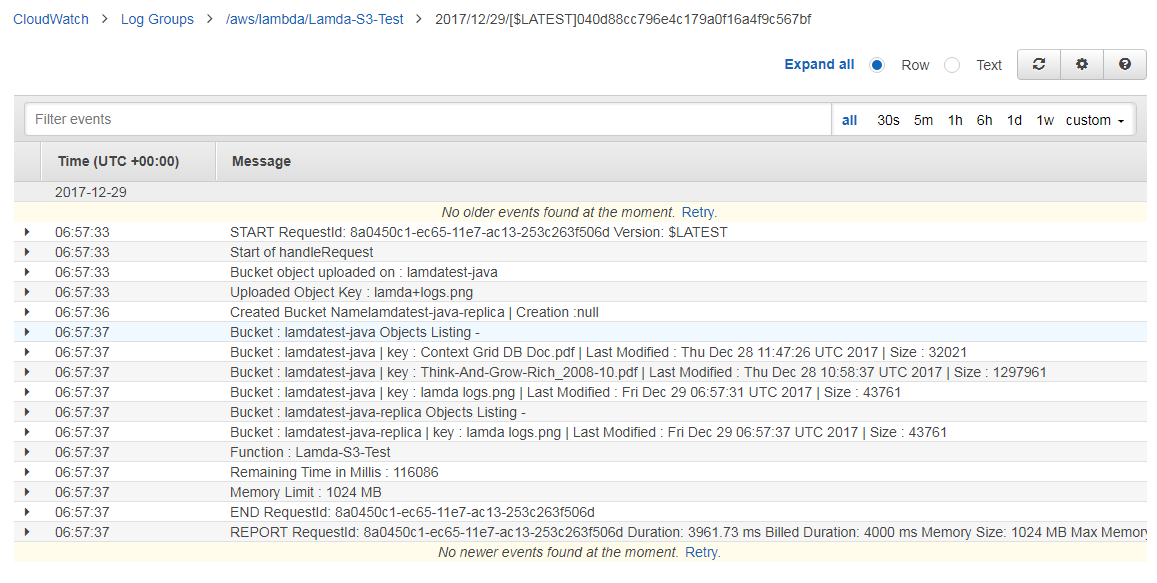 CloudWatch > Log Groups > /aws/lambda/Lamda-S3-Test > 2017/12/29/[$LATEST]040d88cc796e4c179a0f16a4f9c567bf
Expand all Row Text
Filter events all 30s 5m 1h 6h 1d 1w custom
Time (UTC +00:00) Message
2017-12-29
No older events found at the moment. Retry.
06:57:33 START RequestId: 8a0450c1-ec65-11e7-ac13-253c263f506d Version: $LATEST
06:57:33 Start of handleRequest
06:57:33 Bucket object uploaded on : lamdatest-java
06:57:33 Uploaded Object Key : lamda+logs.png
06:57:36 Created Bucket Namelamdatest-java-replica | Creation :null
06:57:37 Bucket : lamdatest-java Objects Listing -
06:57:37 Bucket : lamdatest-java | key : Context Grid DB Doc.pdf | Last Modified : Thu Dec 28 11:47:26 UTC 2017 | Size : 32021
06:57:37 Bucket : lamdatest-java | key : Think-And-Grow-Rich_2008-10.pdf | Last Modified : Thu Dec 28 10:58:37 UTC 2017 | Size : 1297961
06:57:37 Bucket : lamdatest-java | key : lamda logs.png | Last Modified : Fri Dec 29 06:57:31 UTC 2017 | Size : 43761
06:57:37 Bucket : lamdatest-java-replica Objects Listing -
06:57:37 Bucket : lamdatest-java-replica | key : lamda logs.png | Last Modified : Fri Dec 29 06:57:37 UTC 2017 | Size : 43761
06:57:37 Function : Lamda-S3-Test
06:57:37 Remaining Time in Millis : 116086
06:57:37 Memory Limit : 1024 MB
06:57:37 END RequestId: 8a0450c1-ec65-11e7-ac13-253c263f506d
06:57:37 REPORT RequestId: 8a0450c1-ec65-11e7-ac13-253c263f506d Duration: 3961.73 ms Billed Duration: 4000 ms Memory Size: 1024 MB Max Memory
No newer events found at the moment. Retry.